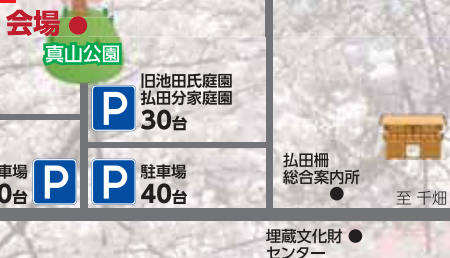 会場
真山公園
旧池田氏庭園
払田分家庭園
P
30台
車場
0台
P
P
駐車場
40台
払田柵
総合案内所
至 千畑
埋蔵文化財
センター